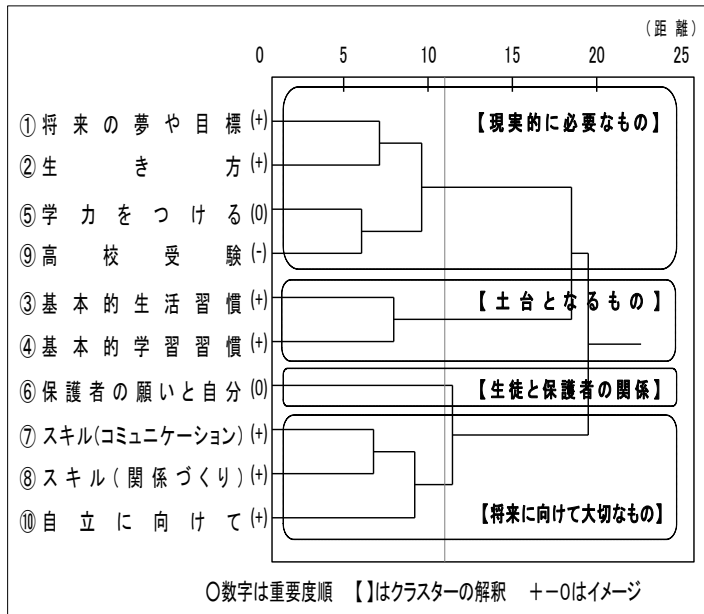 (距離)
0 5 10 15 20 25
①将来の夢や目標(+)
【現実的に必要なもの】
②生き方(+)
⑤学力をつける(0)
⑨高校受験(-)
③基本的生活習慣(+)
【土台となるもの】
④基本的学習習慣(+)
⑥保護者の願いと自分(0)
【生徒と保護者の関係】
⑦スキル(コミュニケーション)(+)
⑧スキル(関係づくり)(+)
⑩自立に向けて(+)
【将来に向けて大切なもの】
○数字は重要度順 【】はクラスターの解釈 +-0はイメージ